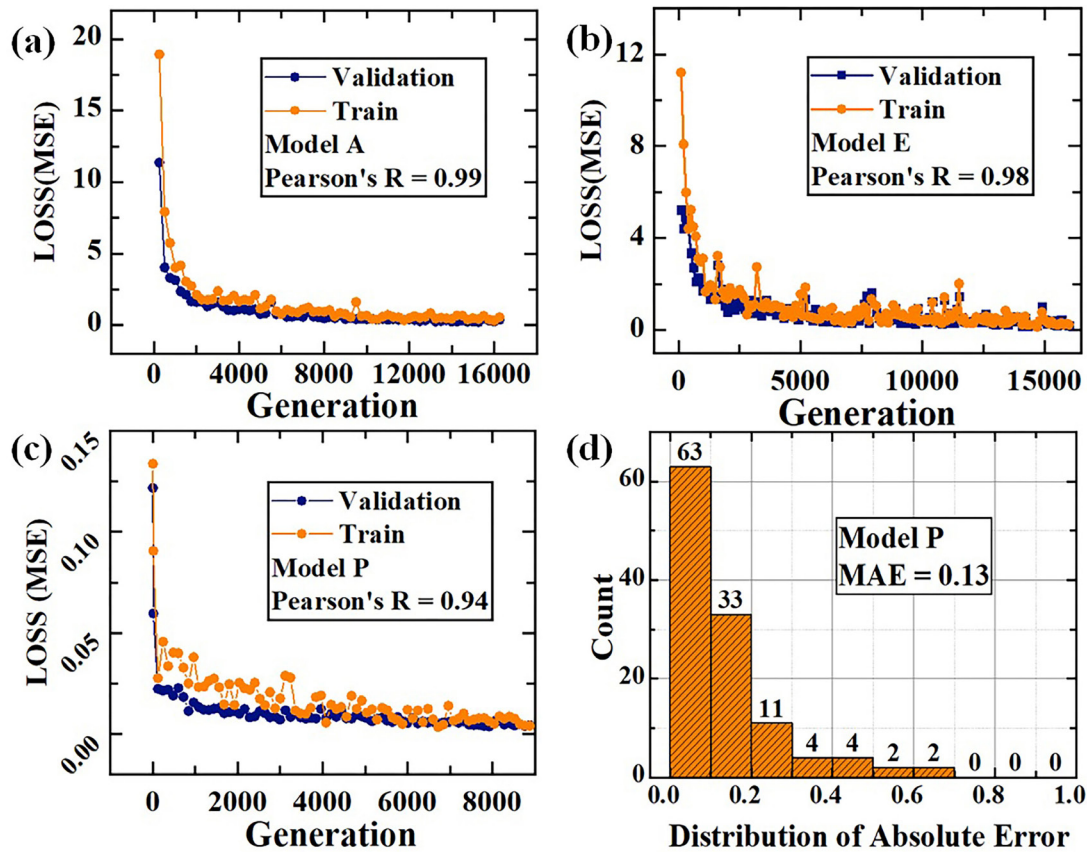 (a)
20
15
10
5
0
LOSS(MSE)
Validation
Train
Model A
Pearson's R = 0.99
0 4000 8000 12000 16000
Generation
(b)
12
8
4
0
LOSS(MSE)
Validation
Train
Model E
Pearson's R = 0.98
0 5000 10000 15000
Generation
(c)
0.15
0.10
0.05
0.00
LOSS (MSE)
Validation
Train
Model P
Pearson's R = 0.94
0 2000 4000 6000 8000
Generation
(d)
60
40
20
0
Count
63
33
11
4 4 2 2 0 0 0
Model P
MAE = 0.13
0.0 0.2 0.4 0.6 0.8 1.0
Distribution of Absolute Error